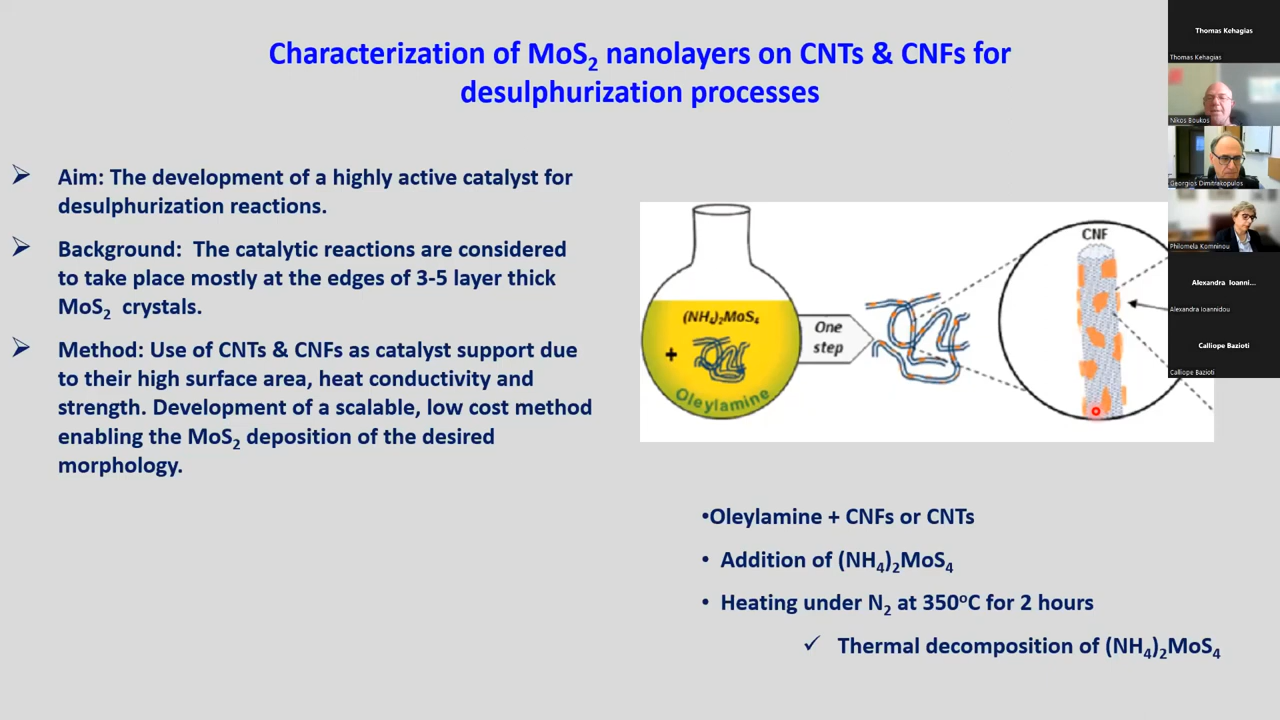 Characterization of MoS2 nanolayers on CNTs & CNFs for
desulphurization processes
➢ Aim: The development of a highly active catalyst for
desulphurization reactions.
➢ Background: The catalytic reactions are considered
to take place mostly at the edges of 3-5 layer thick
MoS2 crystals.
➢ Method: Use of CNTs & CNFs as catalyst support due
to their high surface area, heat conductivity and
strength. Development of a scalable, low cost method
enabling the MoS2 deposition of the desired
morphology.
(NH4)2MoS4
+
Oleylamine
One
step
CNF
•Oleylamine + CNFs or CNTs
• Addition of (NH4)2MoS4
• Heating under N2 at 350oC for 2 hours
✓ Thermal decomposition of (NH4)2MoS4
Thomas Kehagias
Thomas Kehagias
Nikos Boukos
Georgios Dimitrakopulos
Philomela Komninou
Alexandra Ioanni...
Alexandra Ioannidou
Calliope Bazioti
Calliope Bazioti